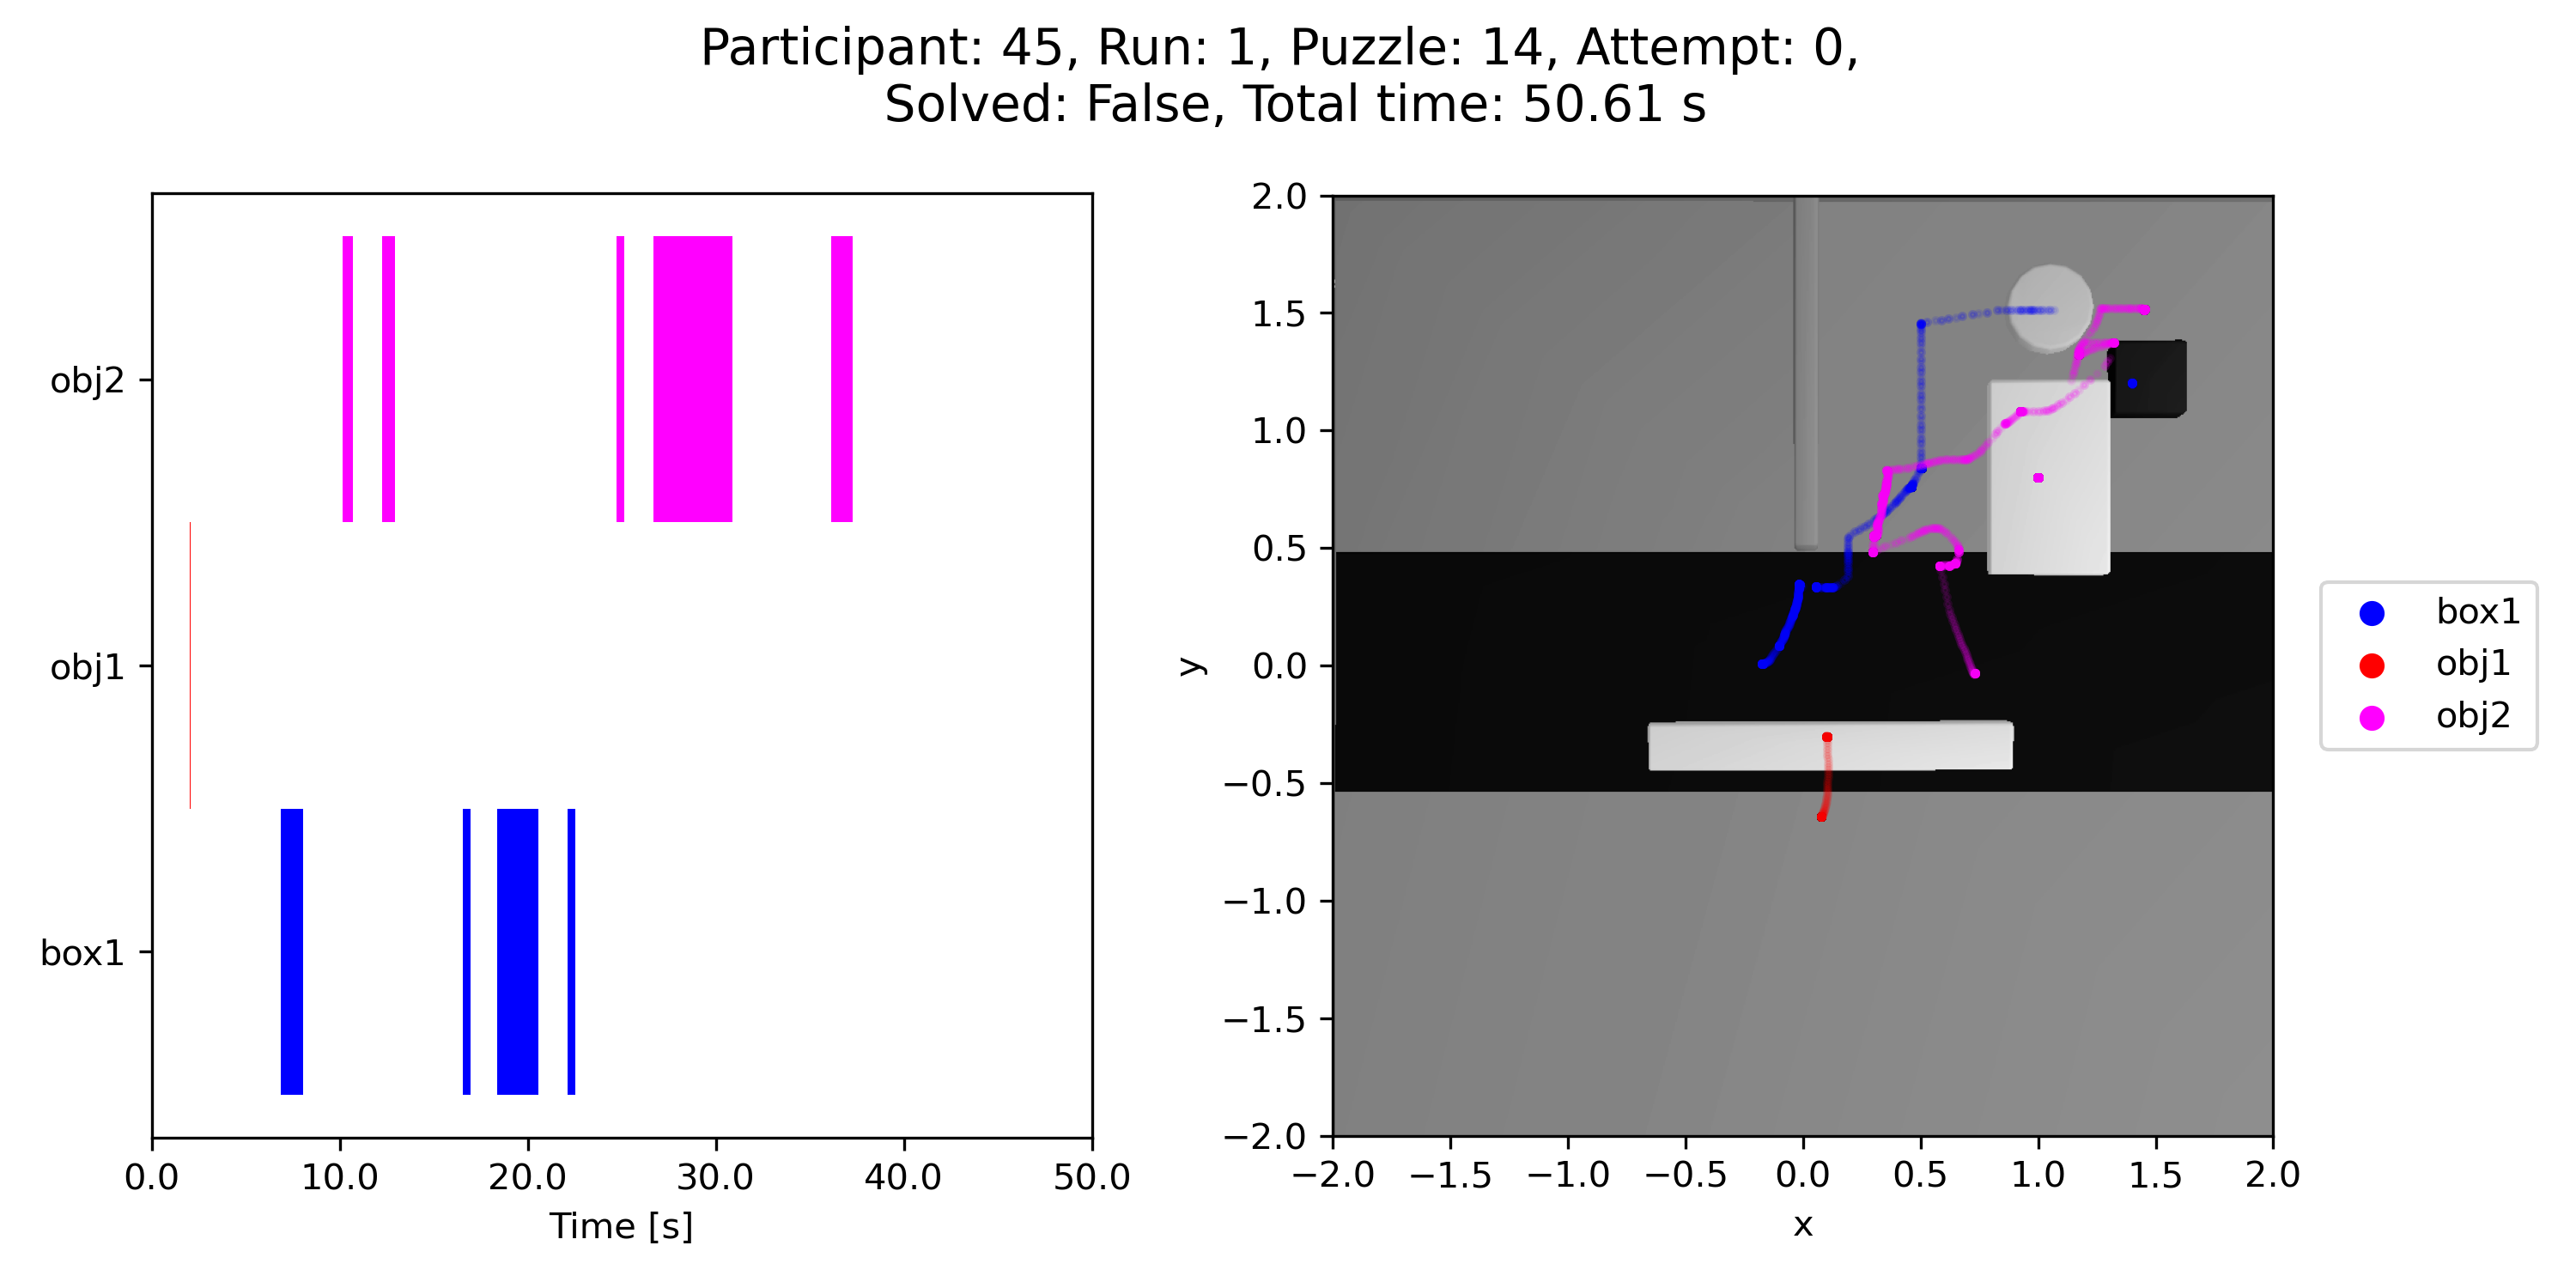 Participant: 45, Run: 1, Puzzle: 14, Attempt: 0,
Solved: False, Total time: 50.61 s
obj2
obj1
box1
0.0 10.0 20.0 30.0 40.0 50.0
Time [s]
2.0
1.5
1.0
0.5
0.0
−0.5
−1.0
−1.5
−2.0
y
−2.0 −1.5 −1.0 −0.5 0.0 0.5 1.0 1.5 2.0
x
box1
obj1
obj2